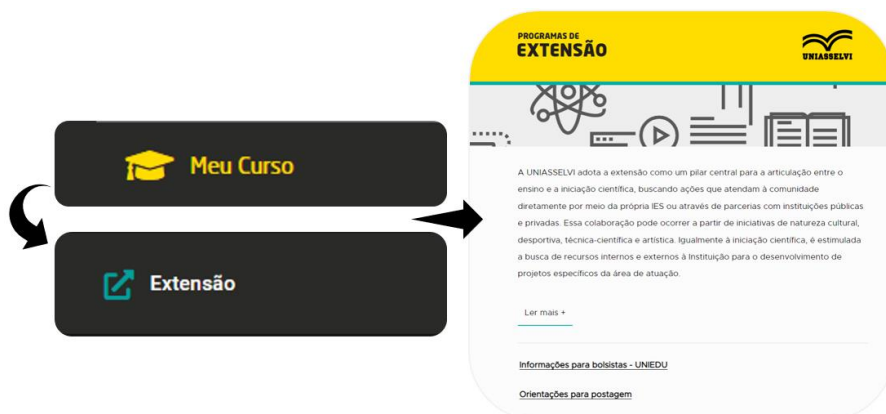 Meu Curso
Extensão
PROGRAMAS DE
EXTENSÃO
UNIASSELVI
A UNIASSELVI adota a extensão como um pilar central para a articulação entre o
ensino e a iniciação científica, buscando ações que atendam à comunidade
diretamente por meio da própria IES ou através de parcerias com instituições públicas
e privadas. Essa colaboração pode ocorrer a partir de iniciativas de natureza cultural,
desportiva, técnica-científica e artística. Igualmente à iniciação científica, é estimulada
a busca de recursos internos e externos à Instituição para o desenvolvimento de
projetos específicos da área de atuação.
Ler mais +
Informações para bolsistas - UNIEDU
Orientações para postagem